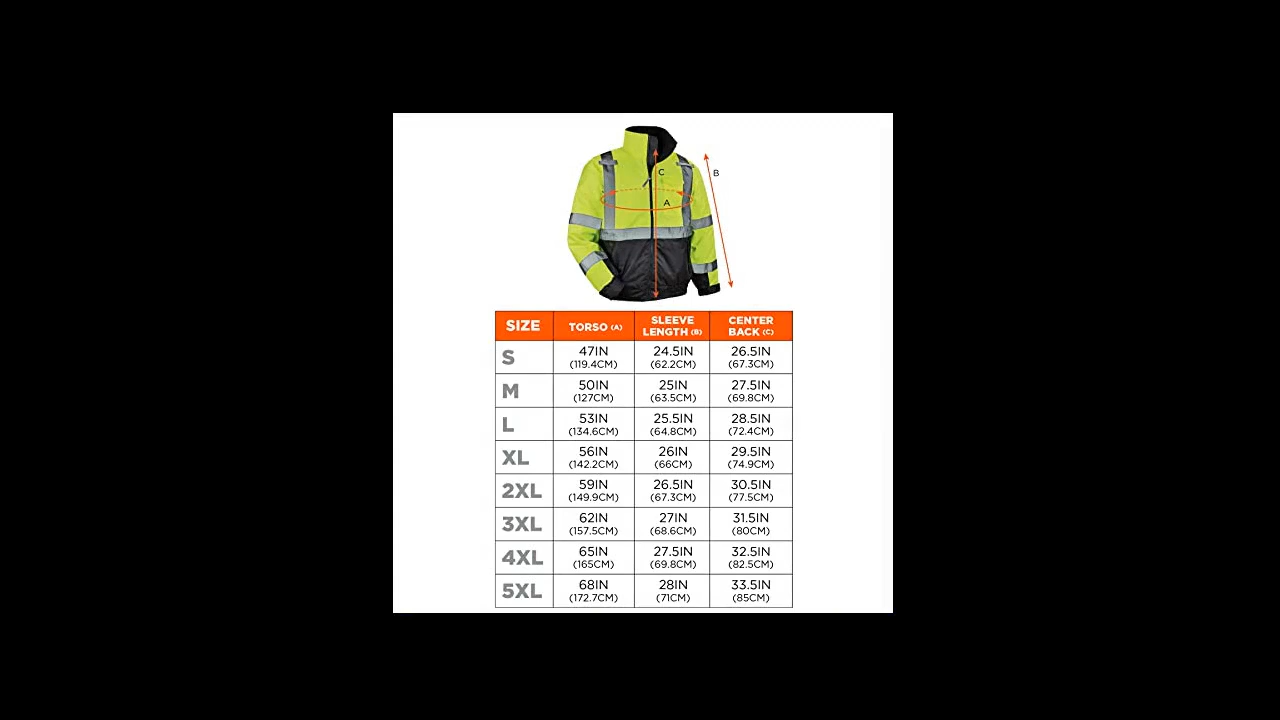 C
B
A
SIZE
TORSO (A)
SLEEVE
LENGTH (B)
CENTER
BACK (C)
S
47IN
(119.4CM)
24.5IN
(62.2CM)
26.5IN
(67.3CM)
M
50IN
(127CM)
25IN
(63.5CM)
27.5IN
(69.8CM)
L
53IN
(134.6CM)
25.5IN
(64.8CM)
28.5IN
(72.4CM)
XL
56IN
(142.2CM)
26IN
(66CM)
29.5IN
(74.9CM)
2XL
59IN
(149.9CM)
26.5IN
(67.3CM)
30.5IN
(77.5CM)
3XL
62IN
(157.5CM)
27IN
(68.6CM)
31.5IN
(80CM)
4XL
65IN
(165CM)
27.5IN
(69.8CM)
32.5IN
(82.5CM)
5XL
68IN
(172.7CM)
28IN
(71CM)
33.5IN
(85CM)